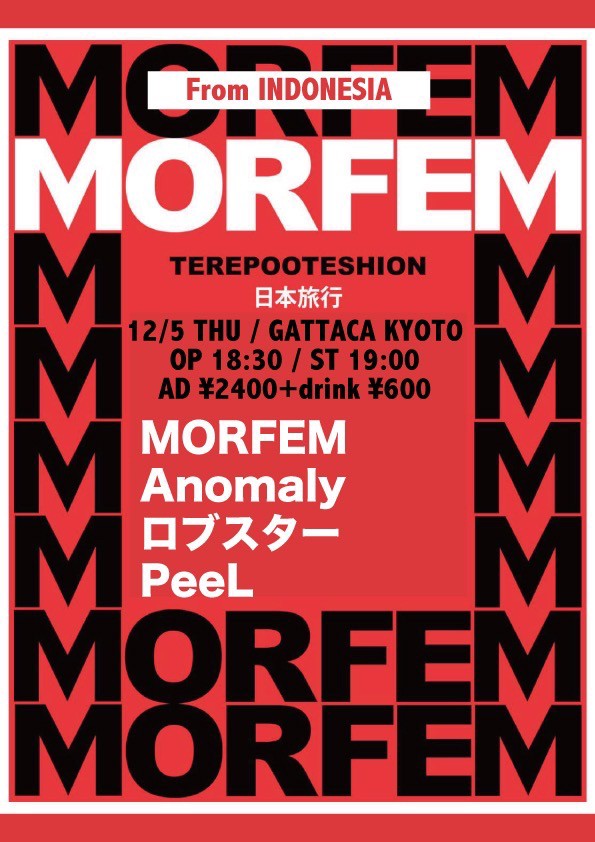 MORFEM
From INDONESIA
MORFEM
M M
TEREPOOTESHION
日本旅行
12/5 THU / GATTACA KYOTO
M M
OP 18:30 / ST 19:00
AD ¥2400+drink ¥600
MORFEM
M M
Anomaly
ロブスター
M M
PeeL
MORFEM
MORFEM